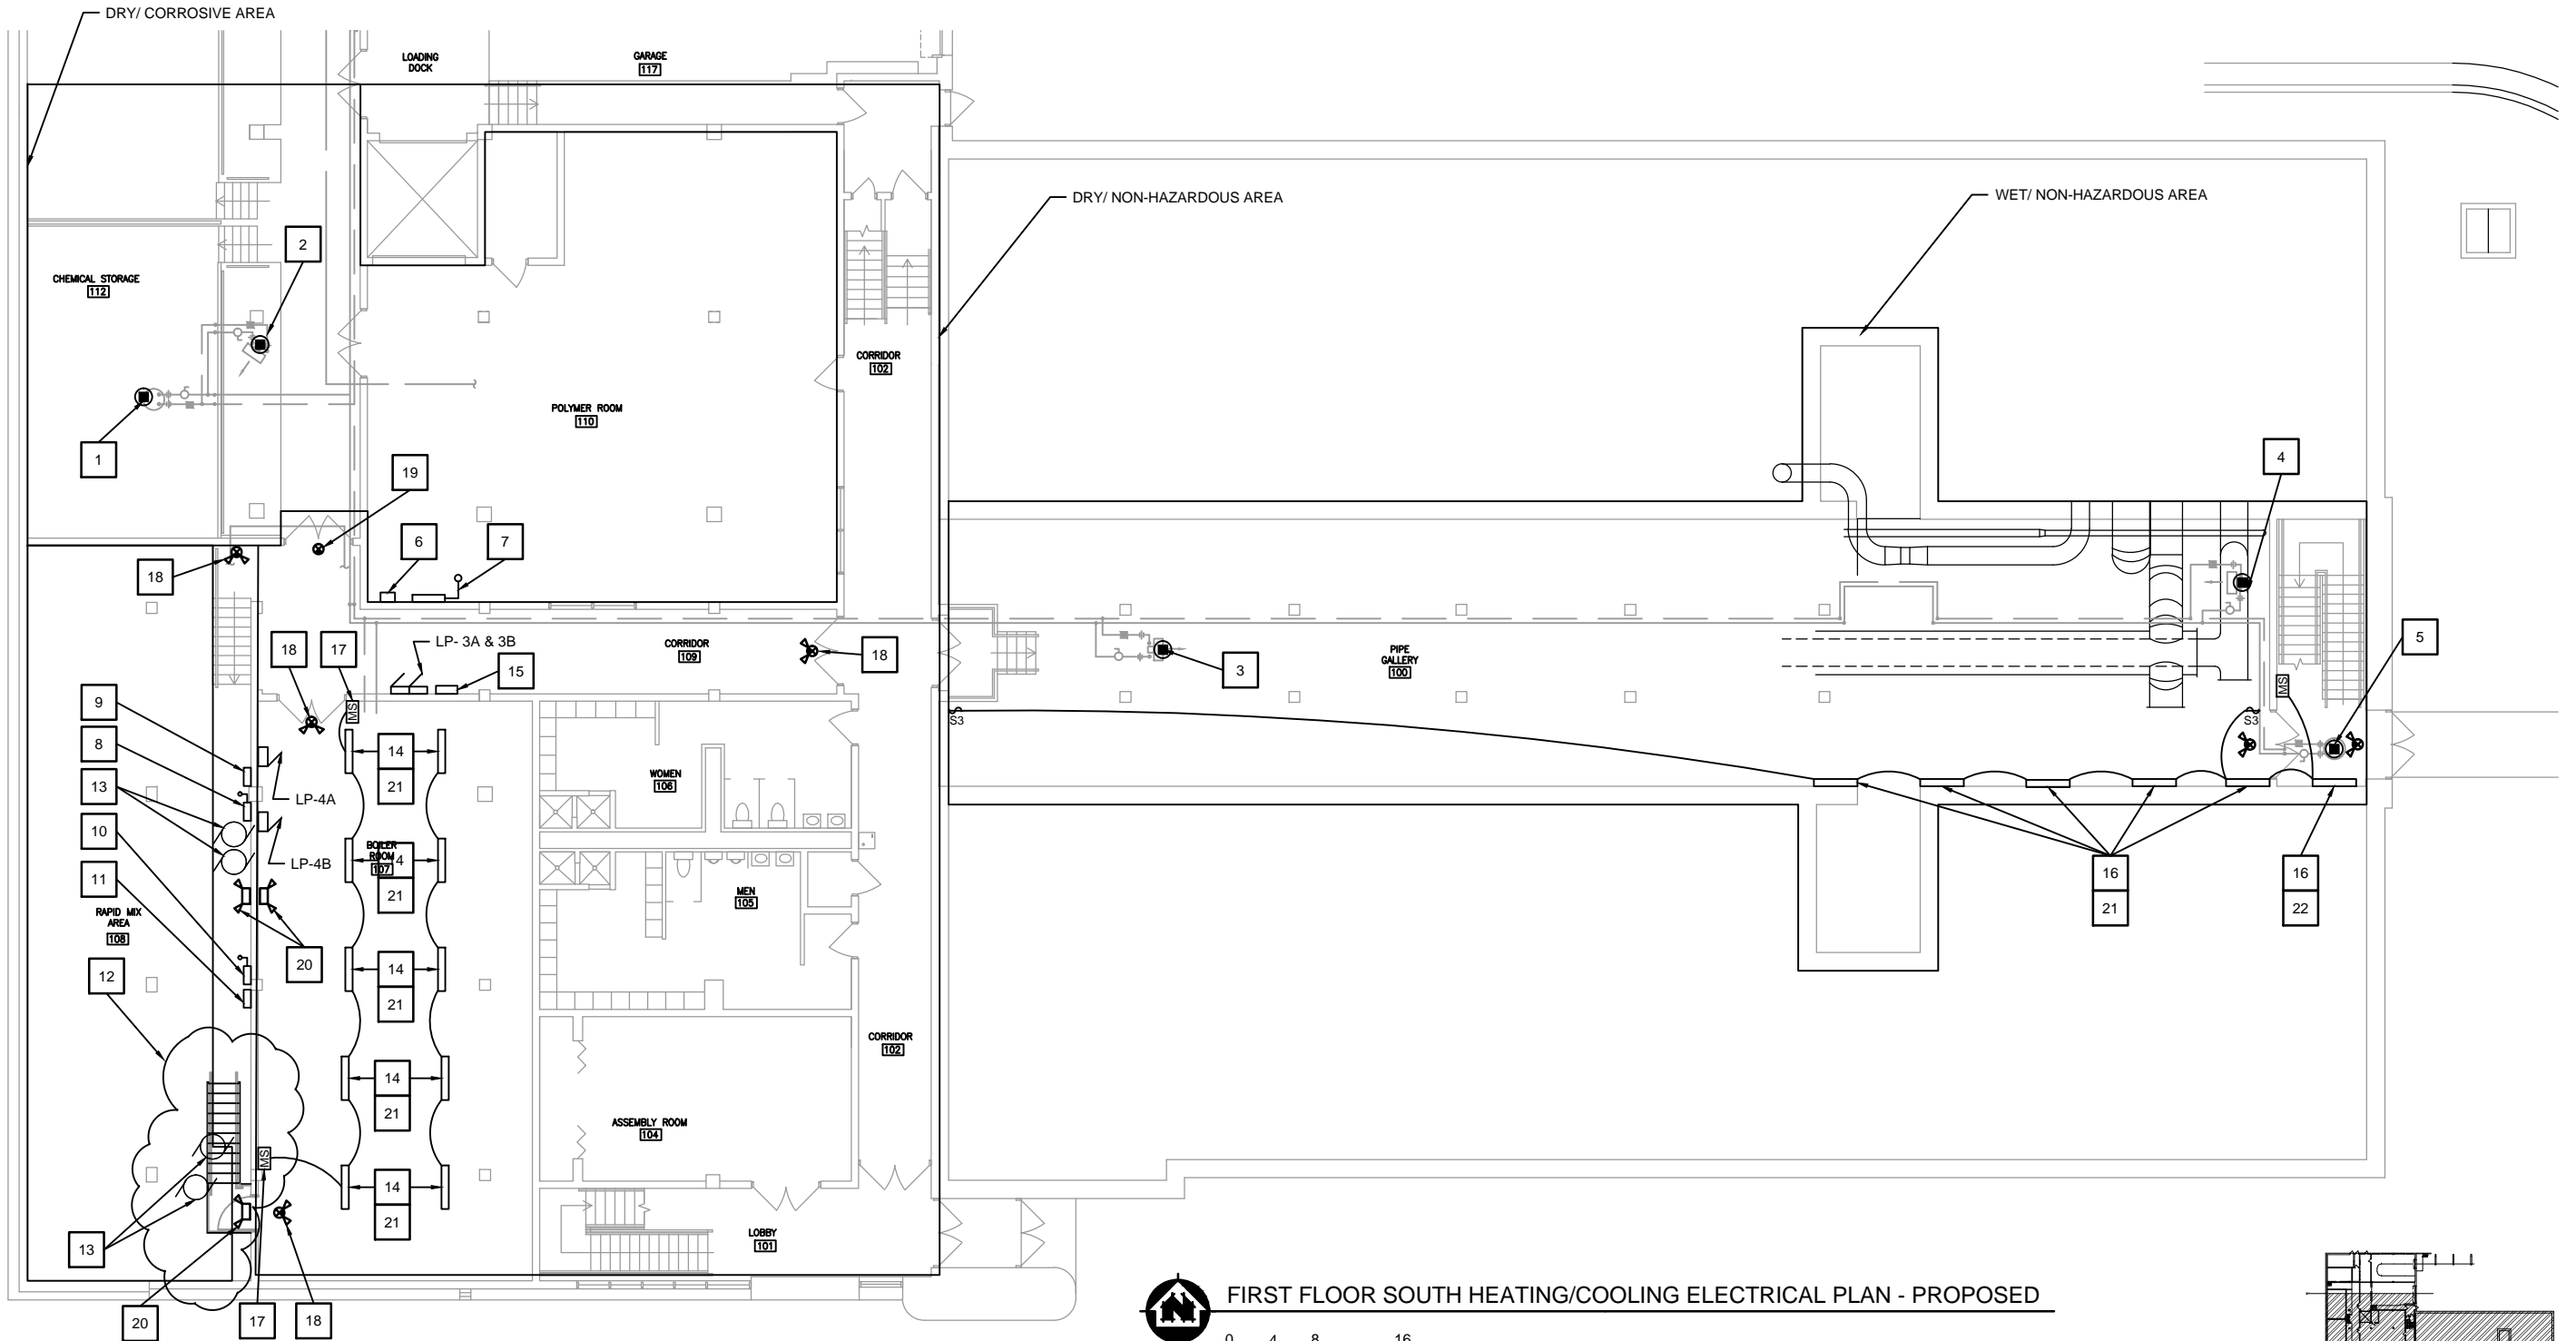 DRY/ CORROSIVE AREA
LOADING
DOCK
GARAGE
117
DRY/ NON-HAZARDOUS AREA
WET/ NON-HAZARDOUS AREA
2
CHEMICAL STORAGE
112
CORRIDOR
102
POLYMER ROOM
110
1
19
4
6
7
18
5
LP- 3A & 3B
18
17
CORRIDOR
109
15
18
3
PIPE
GALLERY
100
MS
MS
S3
S3
9
8
13
10
11
14
21
LP-4A
WOMEN
106
BOILER
ROOM
107
14
21
LP-4B
16
21
16
22
MEN
105
RAPID MIX
AREA
108
20
12
14
21
CORRIDOR
102
14
21
ASSEMBLY ROOM
104
MS
14
21
13
LOBBY
101
20
17
18
N
FIRST FLOOR SOUTH HEATING/COOLING ELECTRICAL PLAN - PROPOSED
0 4 8 16